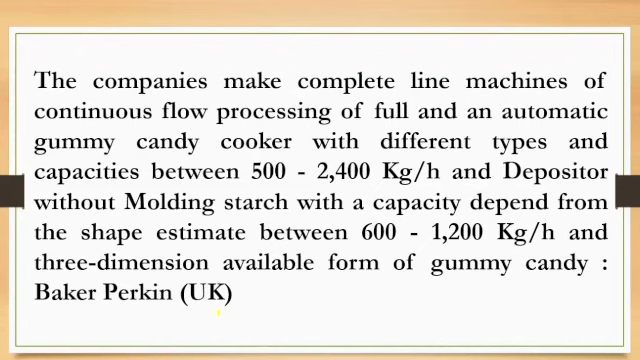 The companies make complete line machines of
continuous flow processing of full and an automatic
gummy candy cooker with different types and
capacities between 500 - 2,400 Kg/h and Depositor
without Molding starch with a capacity depend from
the shape estimate between 600 - 1,200 Kg/h and
three-dimension available form of gummy candy :
Baker Perkin (UK)